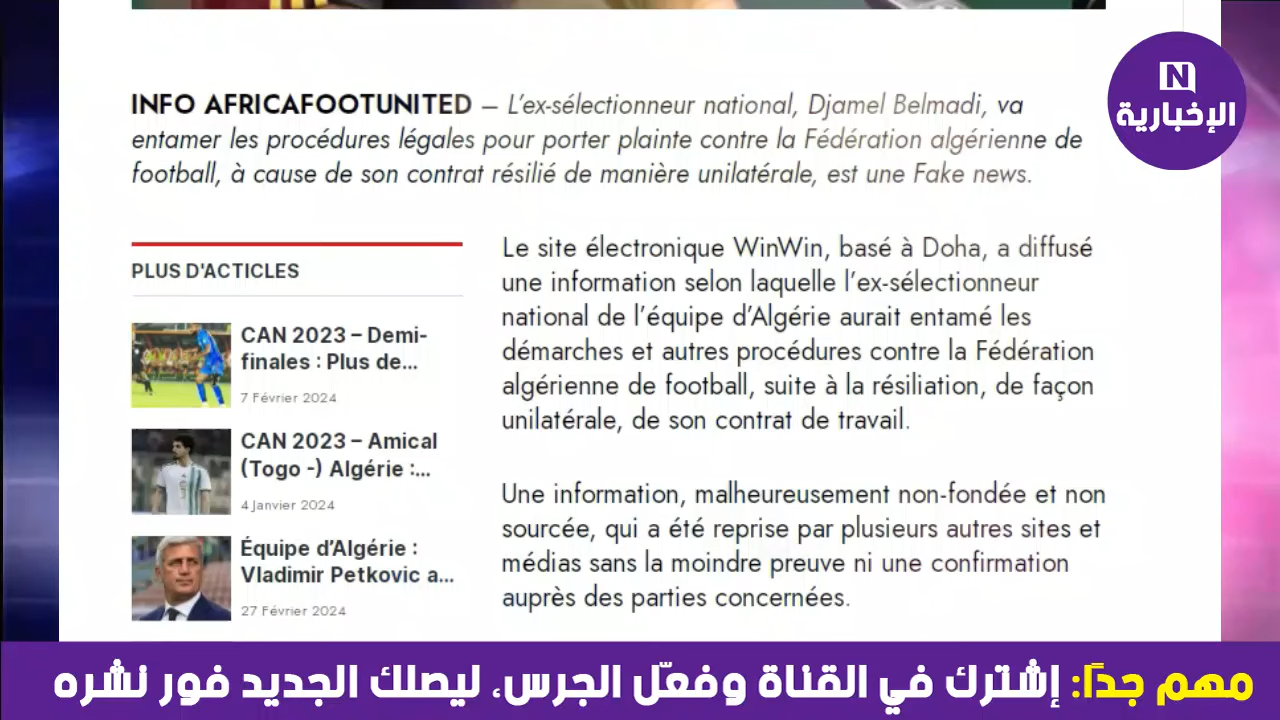 N
الإخبارية
INFO AFRICAFOOTUNITED – L’ex-sélectionneur national, Djamel Belmadi, va
entamer les procédures légales pour porter plainte contre la Fédération algérienne de
football, à cause de son contrat résilié de manière unilatérale, est une Fake news.
PLUS D'ACTICLES
CAN 2023 – Demi-
finales : Plus de...
7 Février 2024
CAN 2023 – Amical
(Togo -) Algérie :...
4 Janvier 2024
Équipe d’Algérie :
Vladimir Petkovic a...
27 Février 2024
Le site électronique WinWin, basé à Doha, a diffusé
une information selon laquelle l’ex-sélectionneur
national de l’équipe d’Algérie aurait entamé les
démarches et autres procédures contre la Fédération
algérienne de football, suite à la résiliation, de façon
unilatérale, de son contrat de travail.
Une information, malheureusement non-fondée et non
sourcée, qui a été reprise par plusieurs autres sites et
médias sans la moindre preuve ni une confirmation
auprès des parties concernées.
مهم جدًا: إشترك في القناة وفعّل الجرس، ليصلك الجديد فور نشره